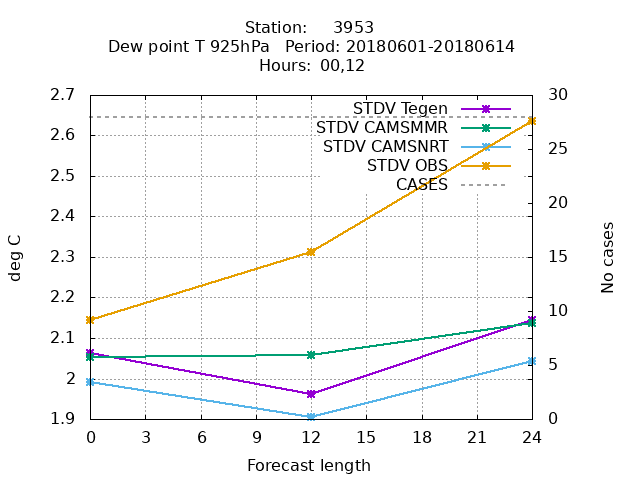 Station:     3953
Dew point T 925hPa   Period: 20180601-20180614
Hours: 00,12
2.7
2.6
2.5
2.4
2.3
2.2
2.1
2
1.9
deg C
STDV Tegen
STDV CAMSMMR
STDV CAMSNRT
STDV OBS
CASES
30
25
20
15
10
5
0
No cases
0 3 6 9 12 15 18 21 24
Forecast length